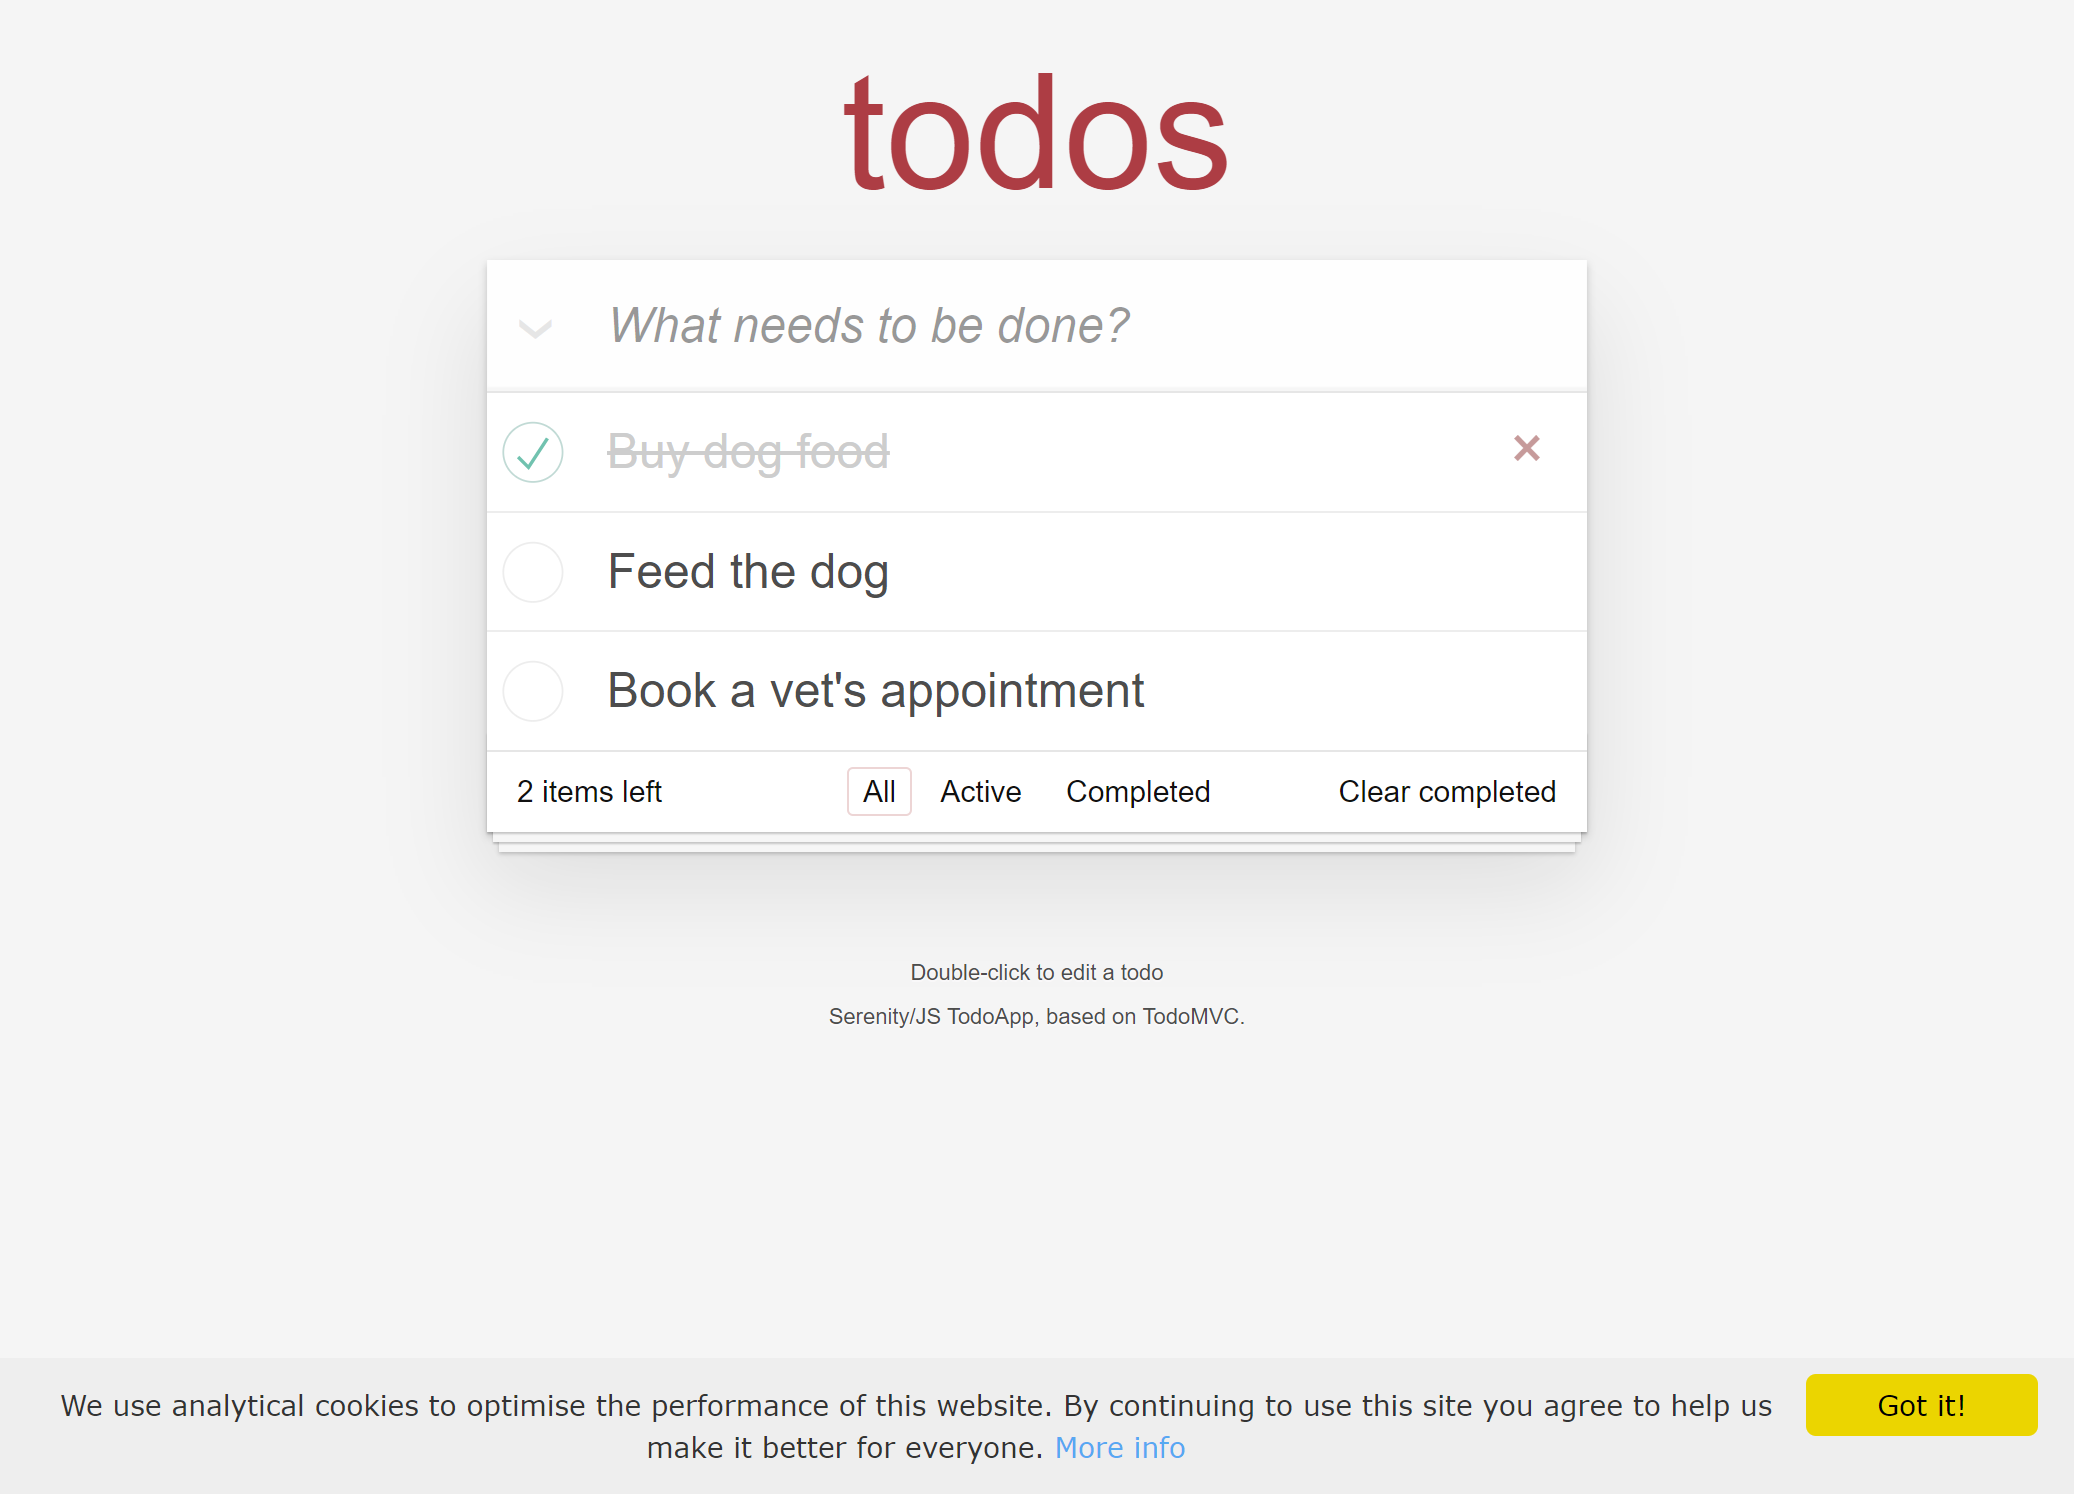 todos
What needs to be done?
Buy dog food
Feed the dog
Book a vet's appointment
2 items left All Active Completed Clear completed
Double-click to edit a todo
Serenity/JS TodoApp, based on TodoMVC.
We use analytical cookies to optimise the performance of this website. By continuing to use this site you agree to help us
make it better for everyone. More info
Got it!